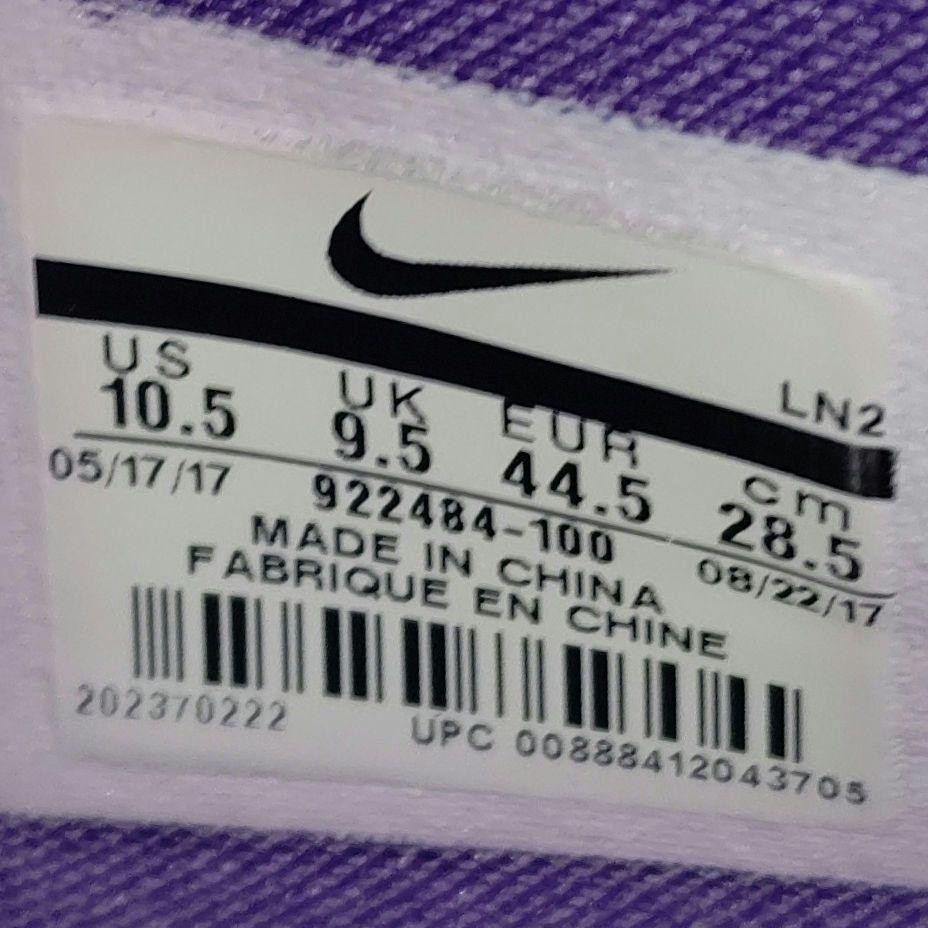 LN2
US UK EUR cm
10.5 9.5 44.5 28.5
05/17/17 922484-100 08/22/17
MADE IN CHINA
FABRIQUE EN CHINE
202370222 UPC 00888412043705